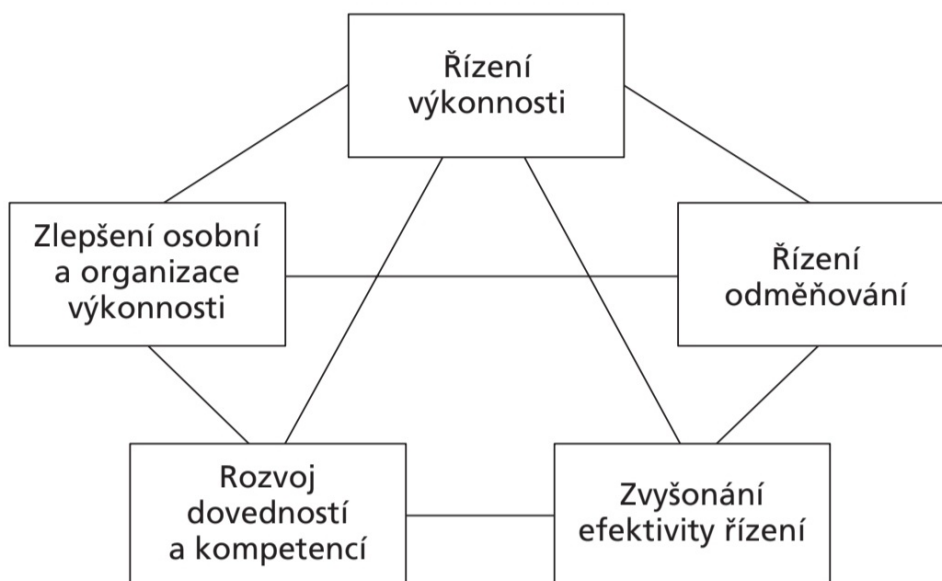 Řízení
výkonnosti
Zlepšení osobní
a organizace
výkonnosti
Řízení
odměňování
Rozvoj
dovedností
a kompetencí
Zvyšonání
efektivity řízení